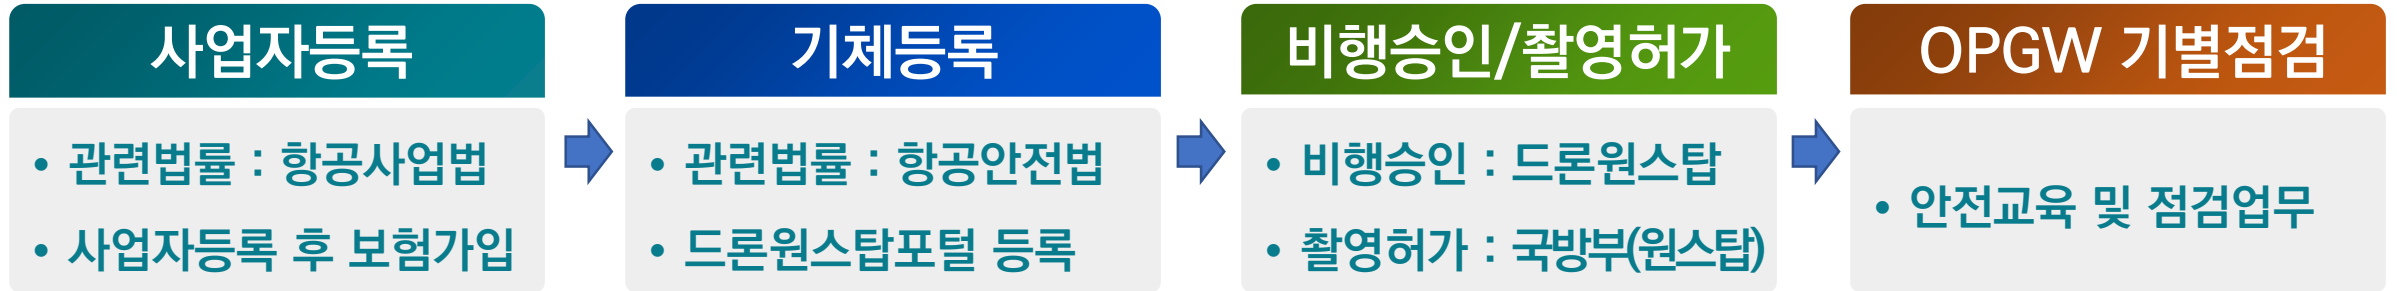 사업자등록
• 관련법률 : 항공사업법
• 사업자등록 후 보험가입
기체등록
• 관련법률 : 항공안전법
• 드론원스탑포털 등록
비행승인/촬영허가
• 비행승인 : 드론원스탑
• 촬영허가 : 국방부(원스탑)
OPGW 기별점검
• 안전교육 및 점검업무